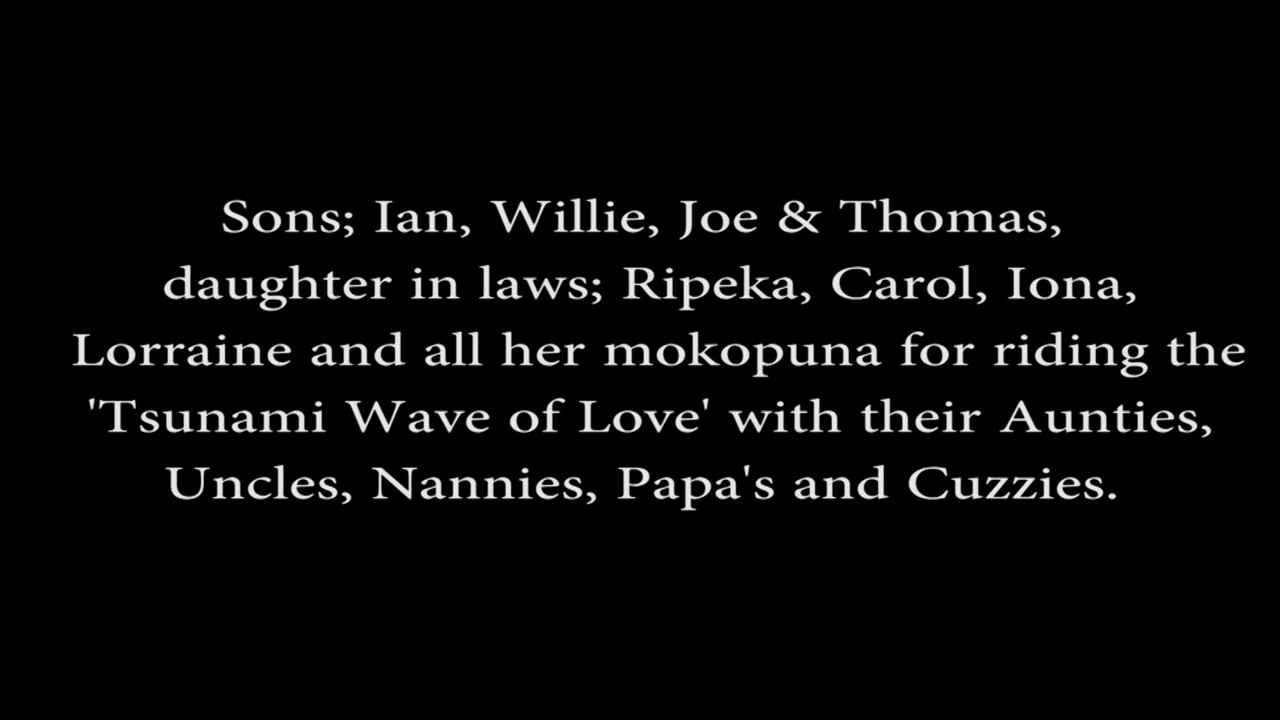 Sons; Ian, Willie, Joe & Thomas,
daughter in laws; Ripeka, Carol, Iona,
Lorraine and all her mokopuna for riding the
'Tsunami Wave of Love' with their Aunties,
Uncles, Nannies, Papa's and Cuzzies.